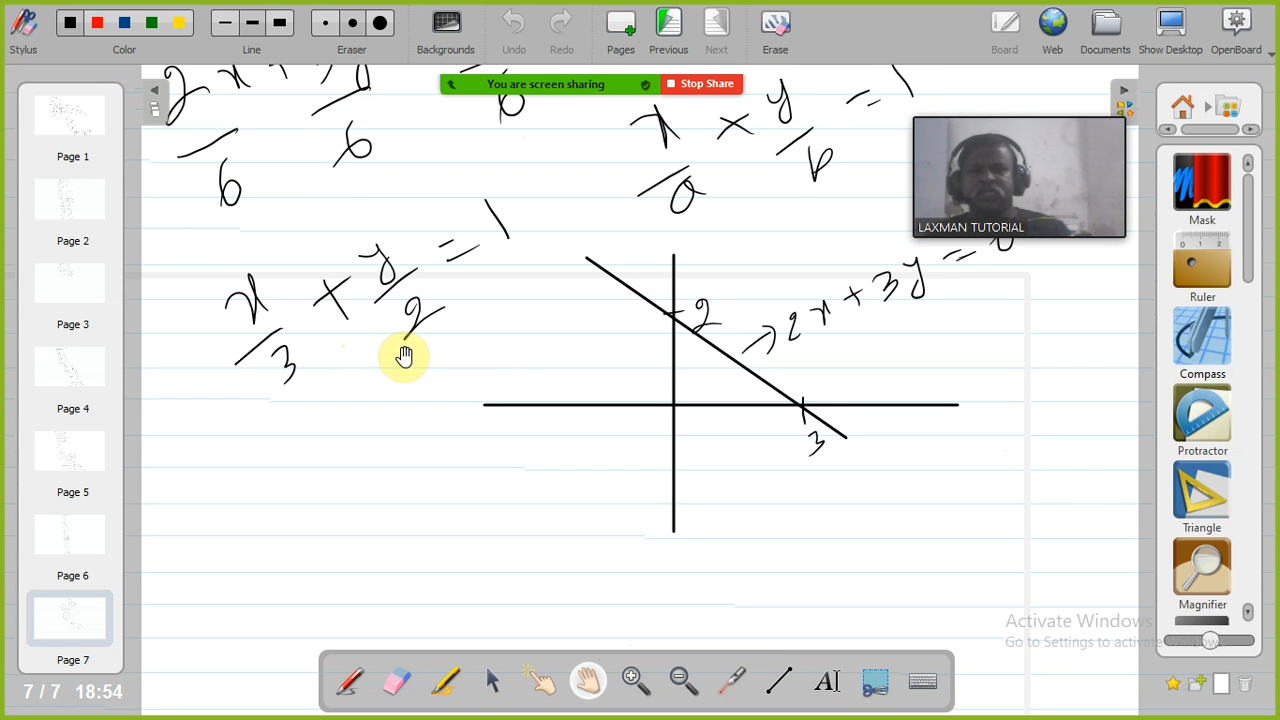 Stylus
Color
Line
Eraser
Backgrounds
Undo
Redo
Pages
Previous
Next
Erase
Board
Web
Documents
Show Desktop
OpenBoard
You are screen sharing
Stop Share
Page 1
Page 2
Page 3
Page 4
Page 5
Page 6
Page 7
7 / 7 18:54
6
6
6
x/a + y/b = 1
x/3 + y/2 = 1
2
3
→ 2x + 3y =
LAXMAN TUTORIAL
Mask
Ruler
Compass
Protractor
Triangle
Magnifier
Activate Windows
Go to Settings to activate
AI